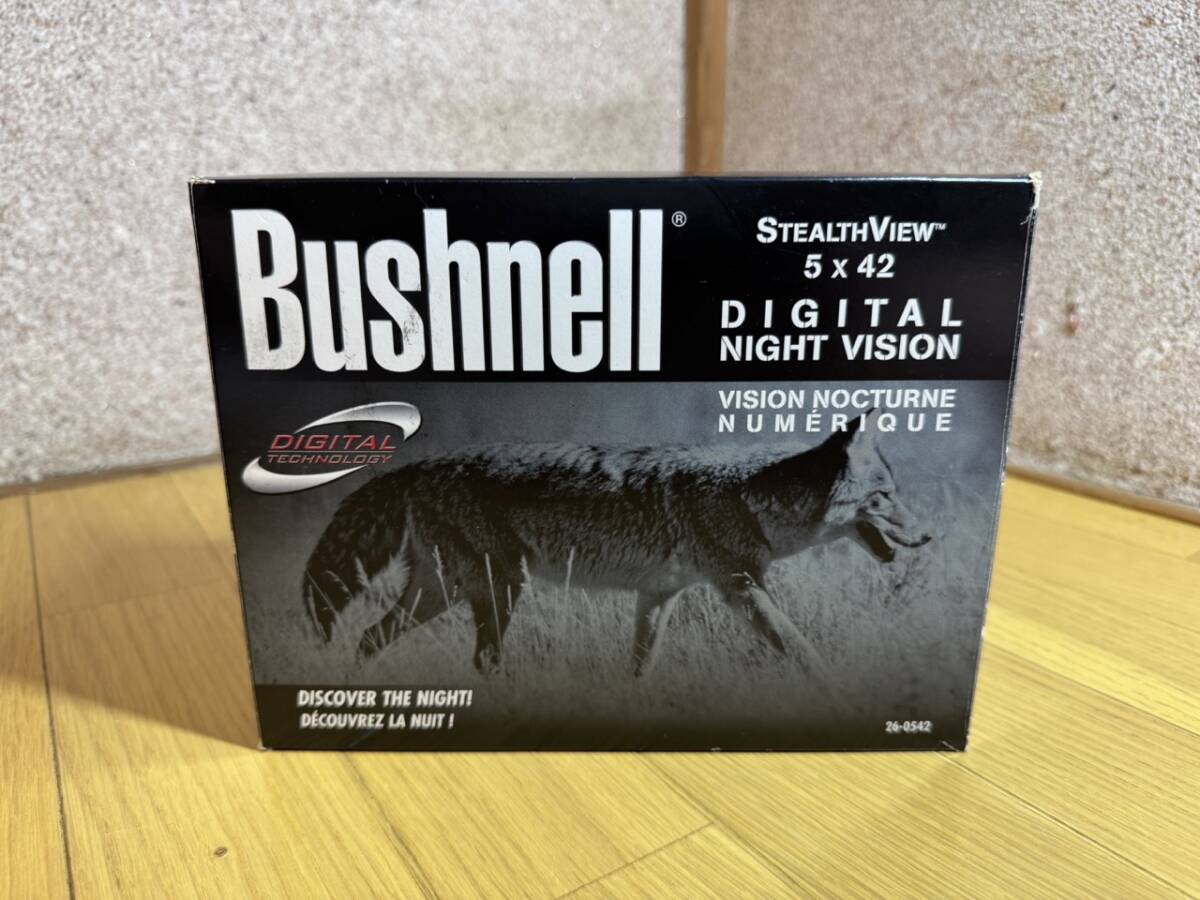 Bushnell®
STEALTHVIEW™
5 x 42
DIGITAL
NIGHT VISION
VISION NOCTURNE
NUMÉRIQUE
DIGITAL
TECHNOLOGY
DISCOVER THE NIGHT!
DÉCOUVREZ LA NUIT !
26-0542